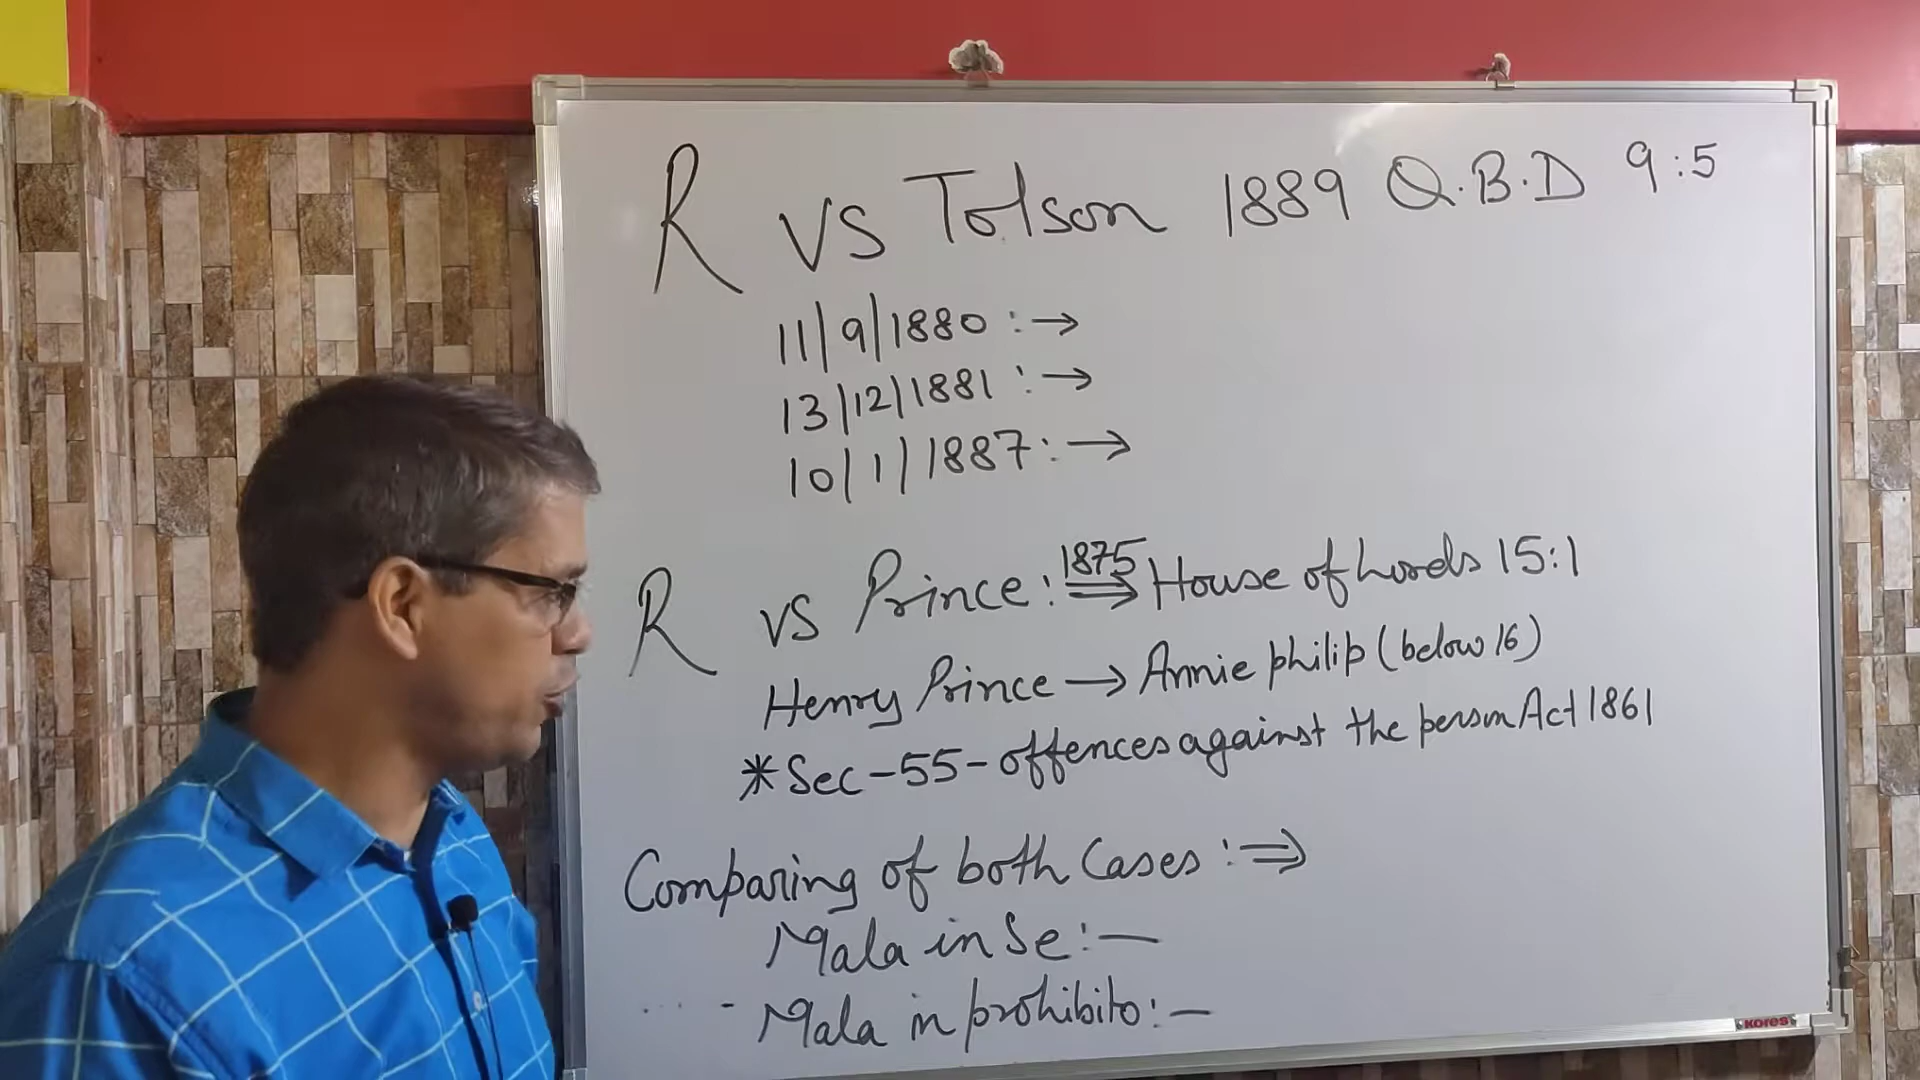 R vs Tolson 1889 Q.B.D 9:5
11/9/1880 :→
13/12/1881 :→
10/1/1887:→
R vs Prince: 1875 ⇒ House of Lords 15:1
Henry Prince → Annie philip (below 16)
*Sec-55-offences against the person Act 1861
Comparing of both Cases :⇒
Mala in Se:-
Mala in prohibito:-
KORES